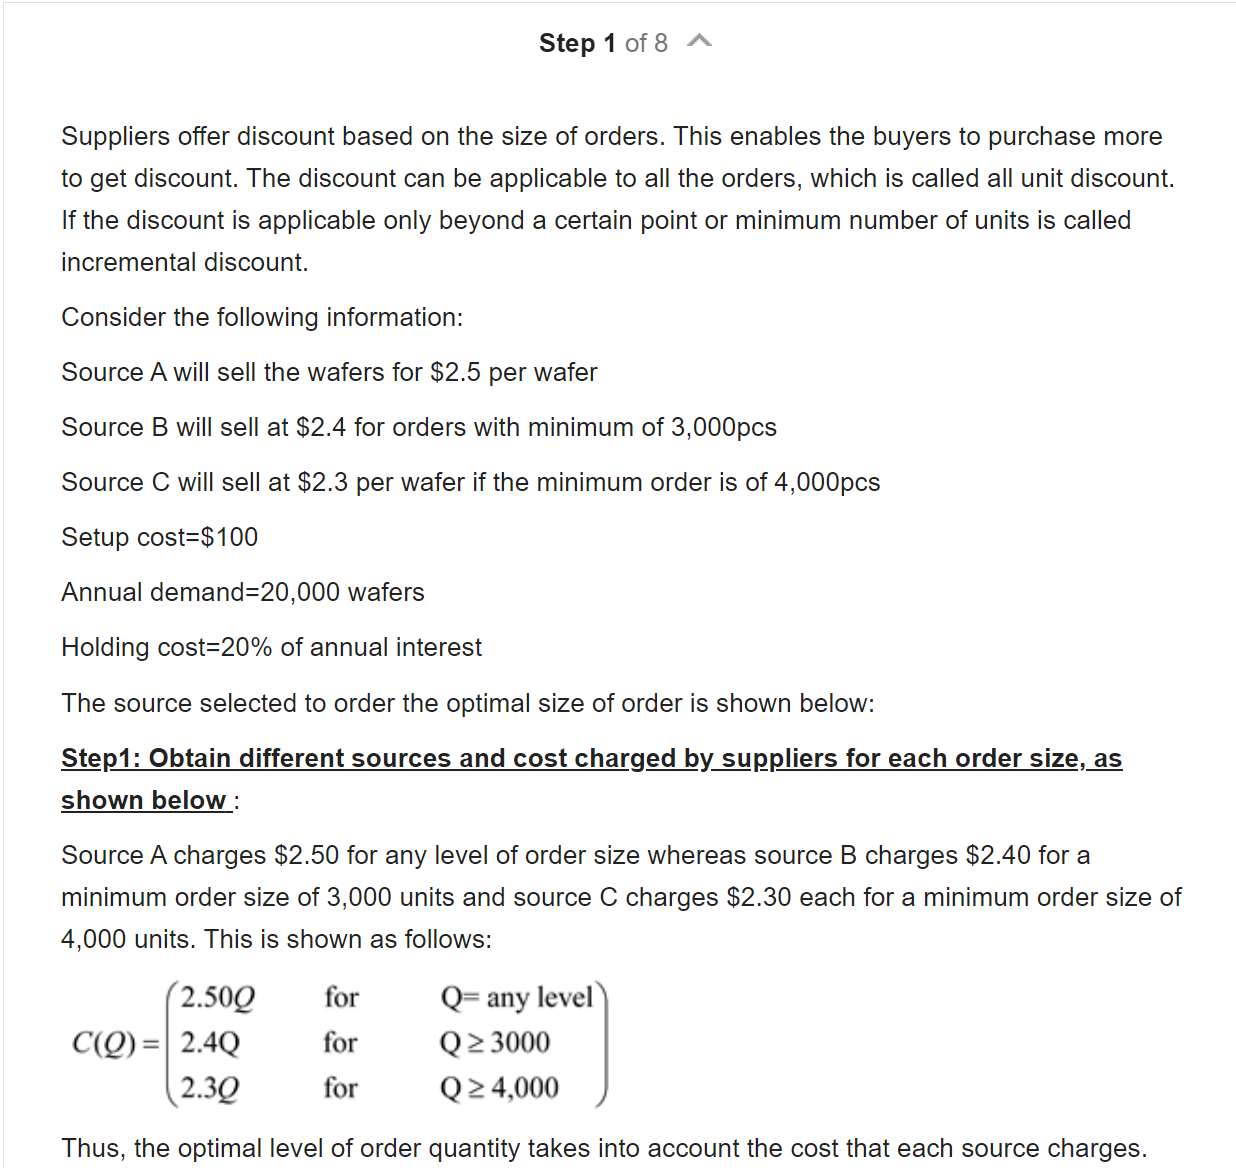 Step 1 of 8
Suppliers offer discount based on the size of orders. This enables the buyers to purchase more
to get discount. The discount can be applicable to all the orders, which is called all unit discount.
If the discount is applicable only beyond a certain point or minimum number of units is called
incremental discount.
Consider the following information:
Source A will sell the wafers for $2.5 per wafer
Source B will sell at $2.4 for orders with minimum of 3,000pcs
Source C will sell at $2.3 per wafer if the minimum order is of 4,000pcs
Setup cost=$100
Annual demand=20,000 wafers
Holding cost=20% of annual interest
The source selected to order the optimal size of order is shown below:
Step1: Obtain different sources and cost charged by suppliers for each order size, as
shown below :
Source A charges $2.50 for any level of order size whereas source B charges $2.40 for a
minimum order size of 3,000 units and source C charges $2.30 each for a minimum order size of
4,000 units. This is shown as follows:
2.50Q for Q= any level
C(Q) = 2.4Q for Q ≥ 3000
2.3Q for Q ≥ 4,000
Thus, the optimal level of order quantity takes into account the cost that each source charges.